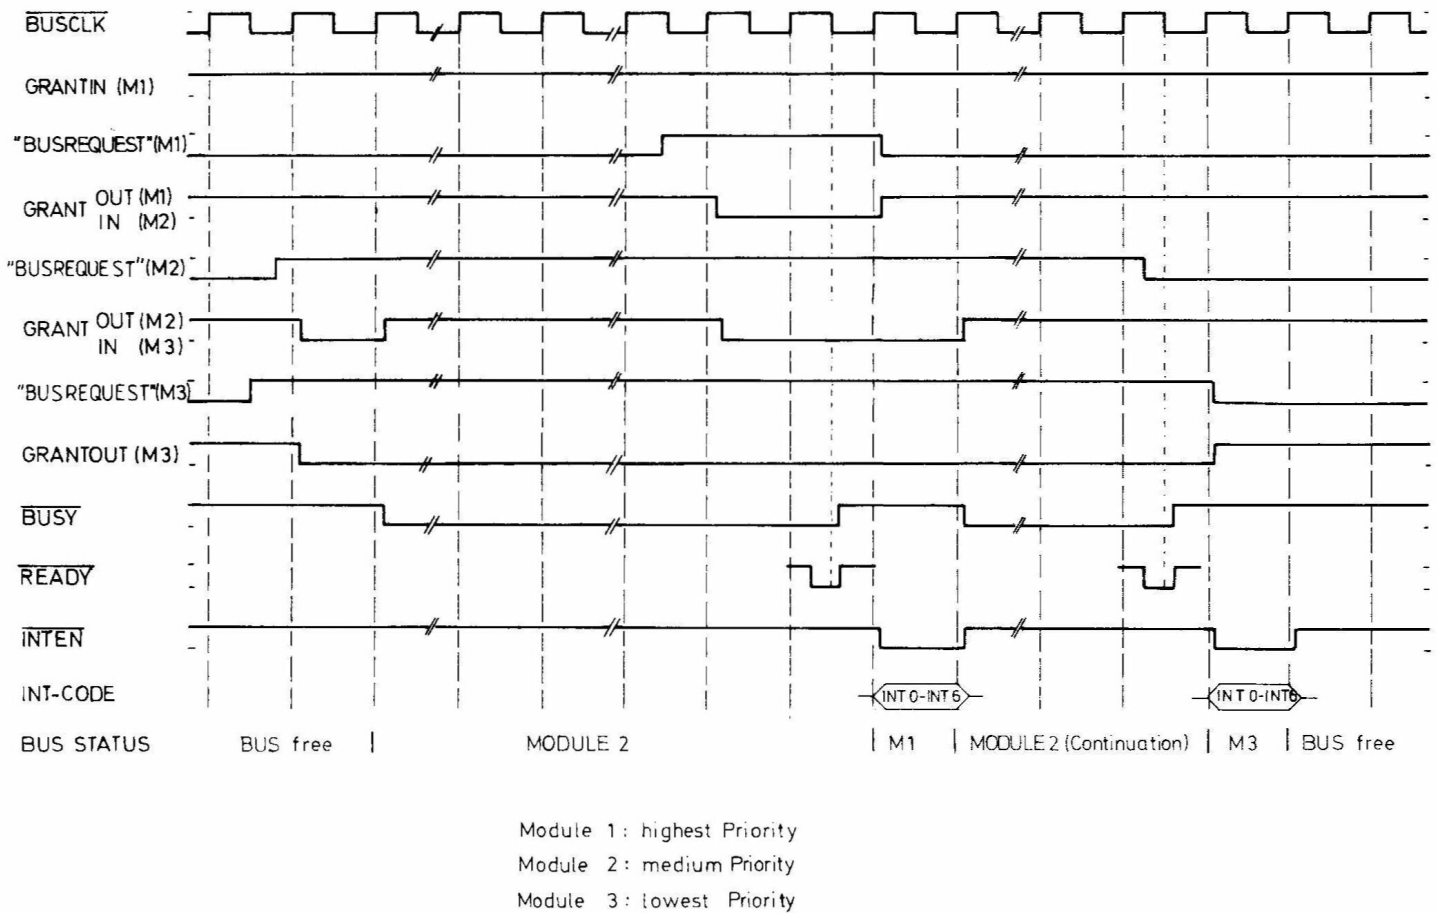 BUSCLK
GRANTIN (M1)
"BUSREQUEST"(M1)
GRANT OUT (M1)
IN (M2)
"BUSREQUEST"(M2)
GRANT OUT (M2)
IN (M3)
"BUSREQUEST"(M3
GRANTOUT (M3)
BUSY
READY
INTEN
INT-CODE INT 0-INT 6 INT 0-INT6
BUS STATUS BUS free MODULE 2 M1 MODULE 2 (Continuation) M3 BUS free
Module 1: highest Priority
Module 2: medium Priority
Module 3: lowest Priority